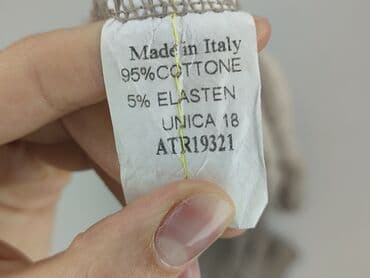 Made in Italy
95%COTTONE
5% ELASTEN
UNICA 18
ATR19321